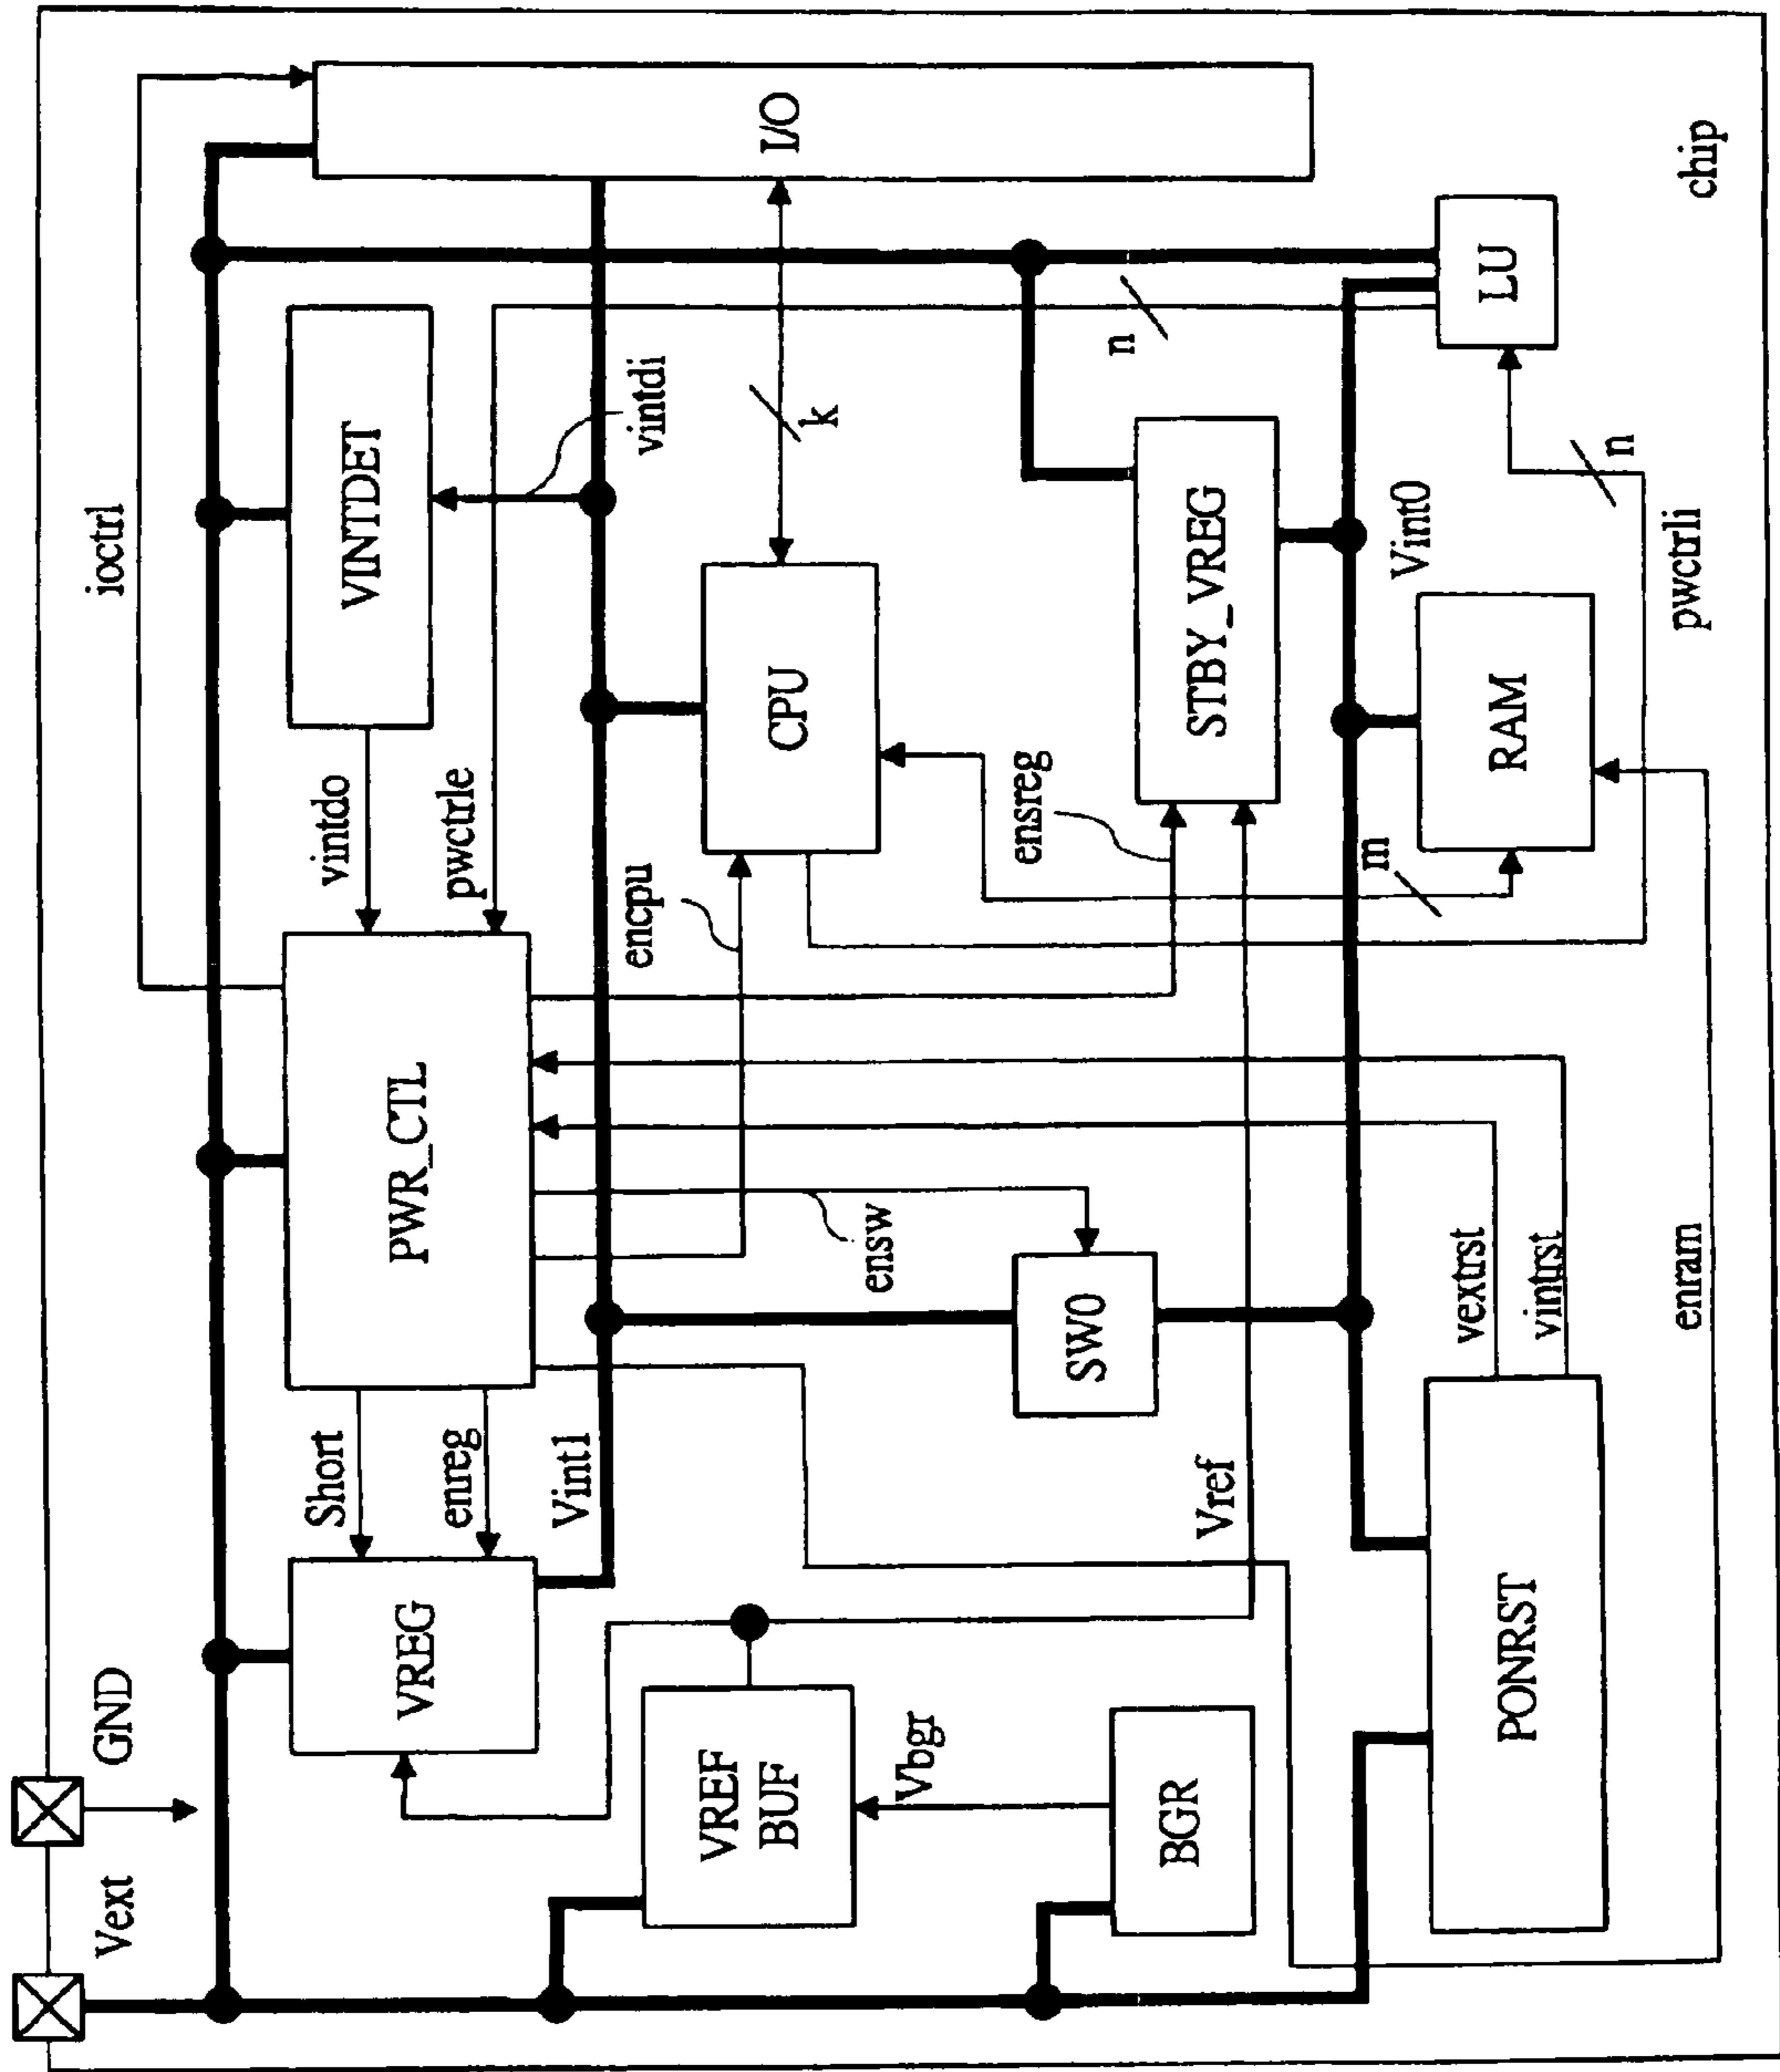 Vext
GND
ioctrl
VREG
Short
enreg
PWR_CTL
vintdo
pwctrle
VINTDET
vintdi
I/O
Vint1
encpu
VREF
BUF
Vbgr
BGR
Vref
ensw
SW0
CPU
k
ensreg
STBY_VREG
n
Vint0
PONRST
vextrst
vintrst
enram
m
RAM
pwctrli
n
LU
chip